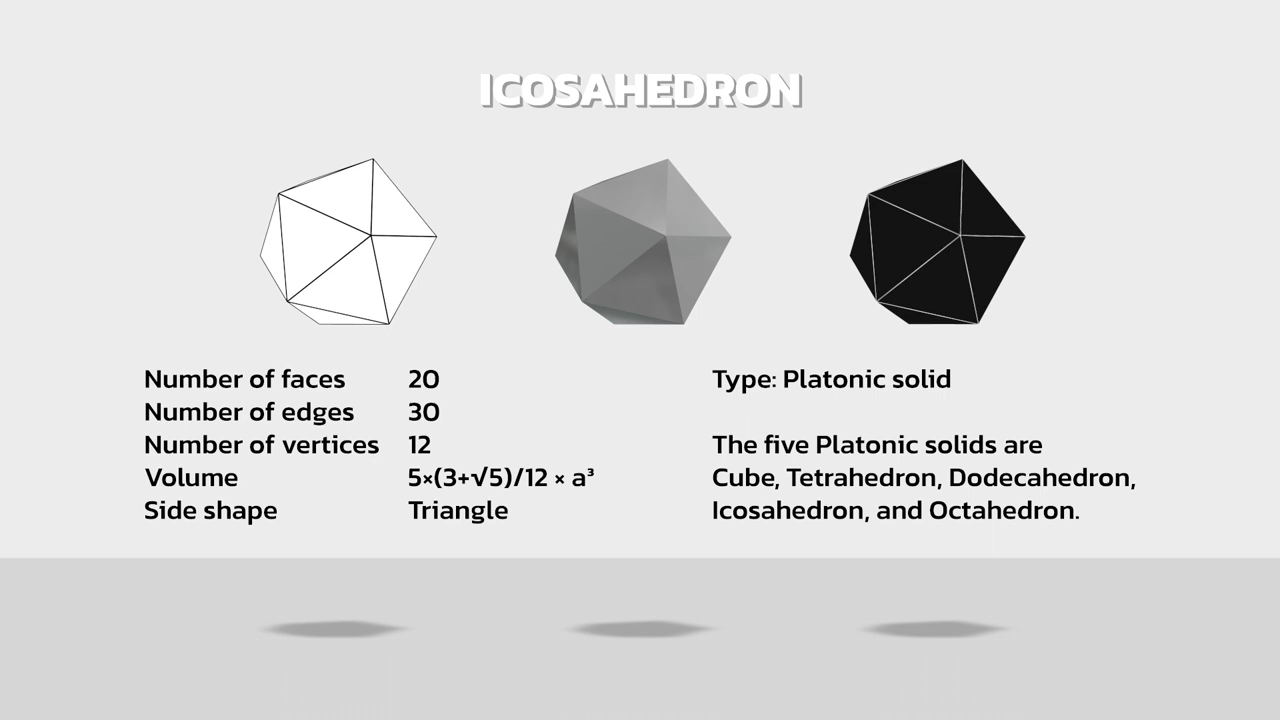 ICOSAHEDRON
Number of faces 20
Number of edges 30
Number of vertices 12
Volume 5×(3+√5)/12 × a³
Side shape Triangle
Type: Platonic solid
The five Platonic solids are
Cube, Tetrahedron, Dodecahedron,
Icosahedron, and Octahedron.